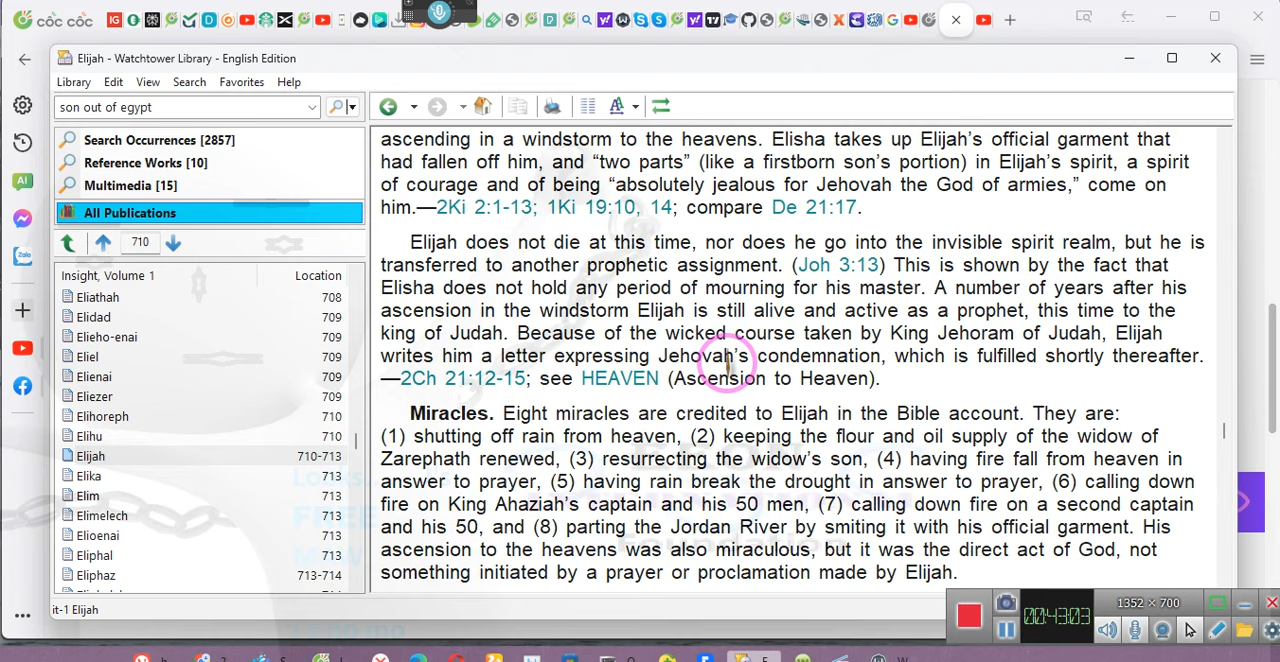 cốc cốc
Elijah - Watchtower Library - English Edition
Library Edit View Search Favorites Help
son out of egypt
Search Occurrences [2857]
Reference Works [10]
Multimedia [15]
All Publications
710
Insight, Volume 1 Location
Eliathah 708
Elidad 709
Elieho-enai 709
Eliel 709
Elienai 709
Eliezer 709
Elihoreph 710
Elihu 710
Elijah 710-713
Elika 713
Elim 713
Elimelech 713
Elioenai 713
Eliphal 713
Eliphaz 713-714
it-1 Elijah
ascending in a windstorm to the heavens. Elisha takes up Elijah’s official garment that
had fallen off him, and “two parts” (like a firstborn son’s portion) in Elijah’s spirit, a spirit
of courage and of being “absolutely jealous for Jehovah the God of armies,” come on
him.—2Ki 2:1-13; 1Ki 19:10, 14; compare De 21:17.
Elijah does not die at this time, nor does he go into the invisible spirit realm, but he is
transferred to another prophetic assignment. (Joh 3:13) This is shown by the fact that
Elisha does not hold any period of mourning for his master. A number of years after his
ascension in the windstorm Elijah is still alive and active as a prophet, this time to the
king of Judah. Because of the wicked course taken by King Jehoram of Judah, Elijah
writes him a letter expressing Jehovah’s condemnation, which is fulfilled shortly thereafter.
—2Ch 21:12-15; see HEAVEN (Ascension to Heaven).
Miracles. Eight miracles are credited to Elijah in the Bible account. They are:
(1) shutting off rain from heaven, (2) keeping the flour and oil supply of the widow of
Zarephath renewed, (3) resurrecting the widow’s son, (4) having fire fall from heaven in
answer to prayer, (5) having rain break the drought in answer to prayer, (6) calling down
fire on King Ahaziah’s captain and his 50 men, (7) calling down fire on a second captain
and his 50, and (8) parting the Jordan River by smiting it with his official garment. His
ascension to the heavens was also miraculous, but it was the direct act of God, not
something initiated by a prayer or proclamation made by Elijah.
Foundation
AI
Zalo
00:43:03
1352 × 700